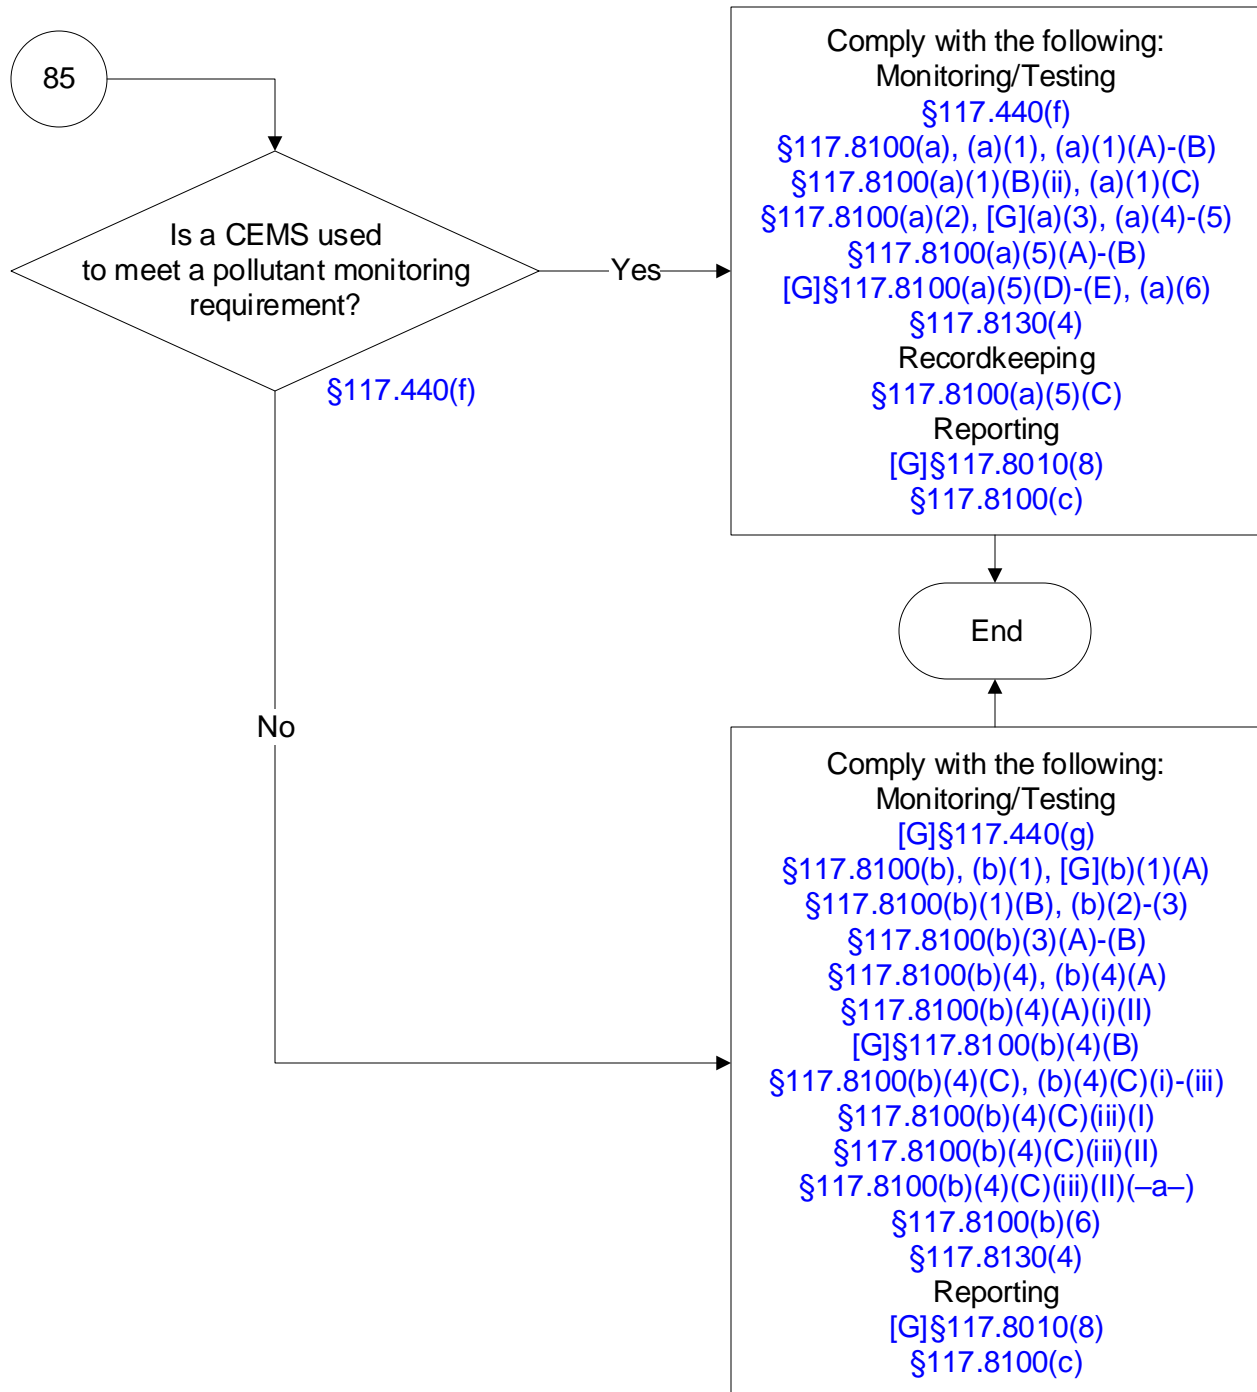 85
Is a CEMS used
to meet a pollutant monitoring
requirement?
§117.440(f)
Yes
Comply with the following:
Monitoring/Testing
§117.440(f)
§117.8100(a), (a)(1), (a)(1)(A)-(B)
§117.8100(a)(1)(B)(ii), (a)(1)(C)
§117.8100(a)(2), [G](a)(3), (a)(4)-(5)
§117.8100(a)(5)(A)-(B)
[G]§117.8100(a)(5)(D)-(E), (a)(6)
§117.8130(4)
Recordkeeping
§117.8100(a)(5)(C)
Reporting
[G]§117.8010(8)
§117.8100(c)
End
No
Comply with the following:
Monitoring/Testing
[G]§117.440(g)
§117.8100(b), (b)(1), [G](b)(1)(A)
§117.8100(b)(1)(B), (b)(2)-(3)
§117.8100(b)(3)(A)-(B)
§117.8100(b)(4), (b)(4)(A)
§117.8100(b)(4)(A)(i)(II)
[G]§117.8100(b)(4)(B)
§117.8100(b)(4)(C), (b)(4)(C)(i)-(iii)
§117.8100(b)(4)(C)(iii)(I)
§117.8100(b)(4)(C)(iii)(II)
§117.8100(b)(4)(C)(iii)(II)(–a–)
§117.8100(b)(6)
§117.8130(4)
Reporting
[G]§117.8010(8)
§117.8100(c)